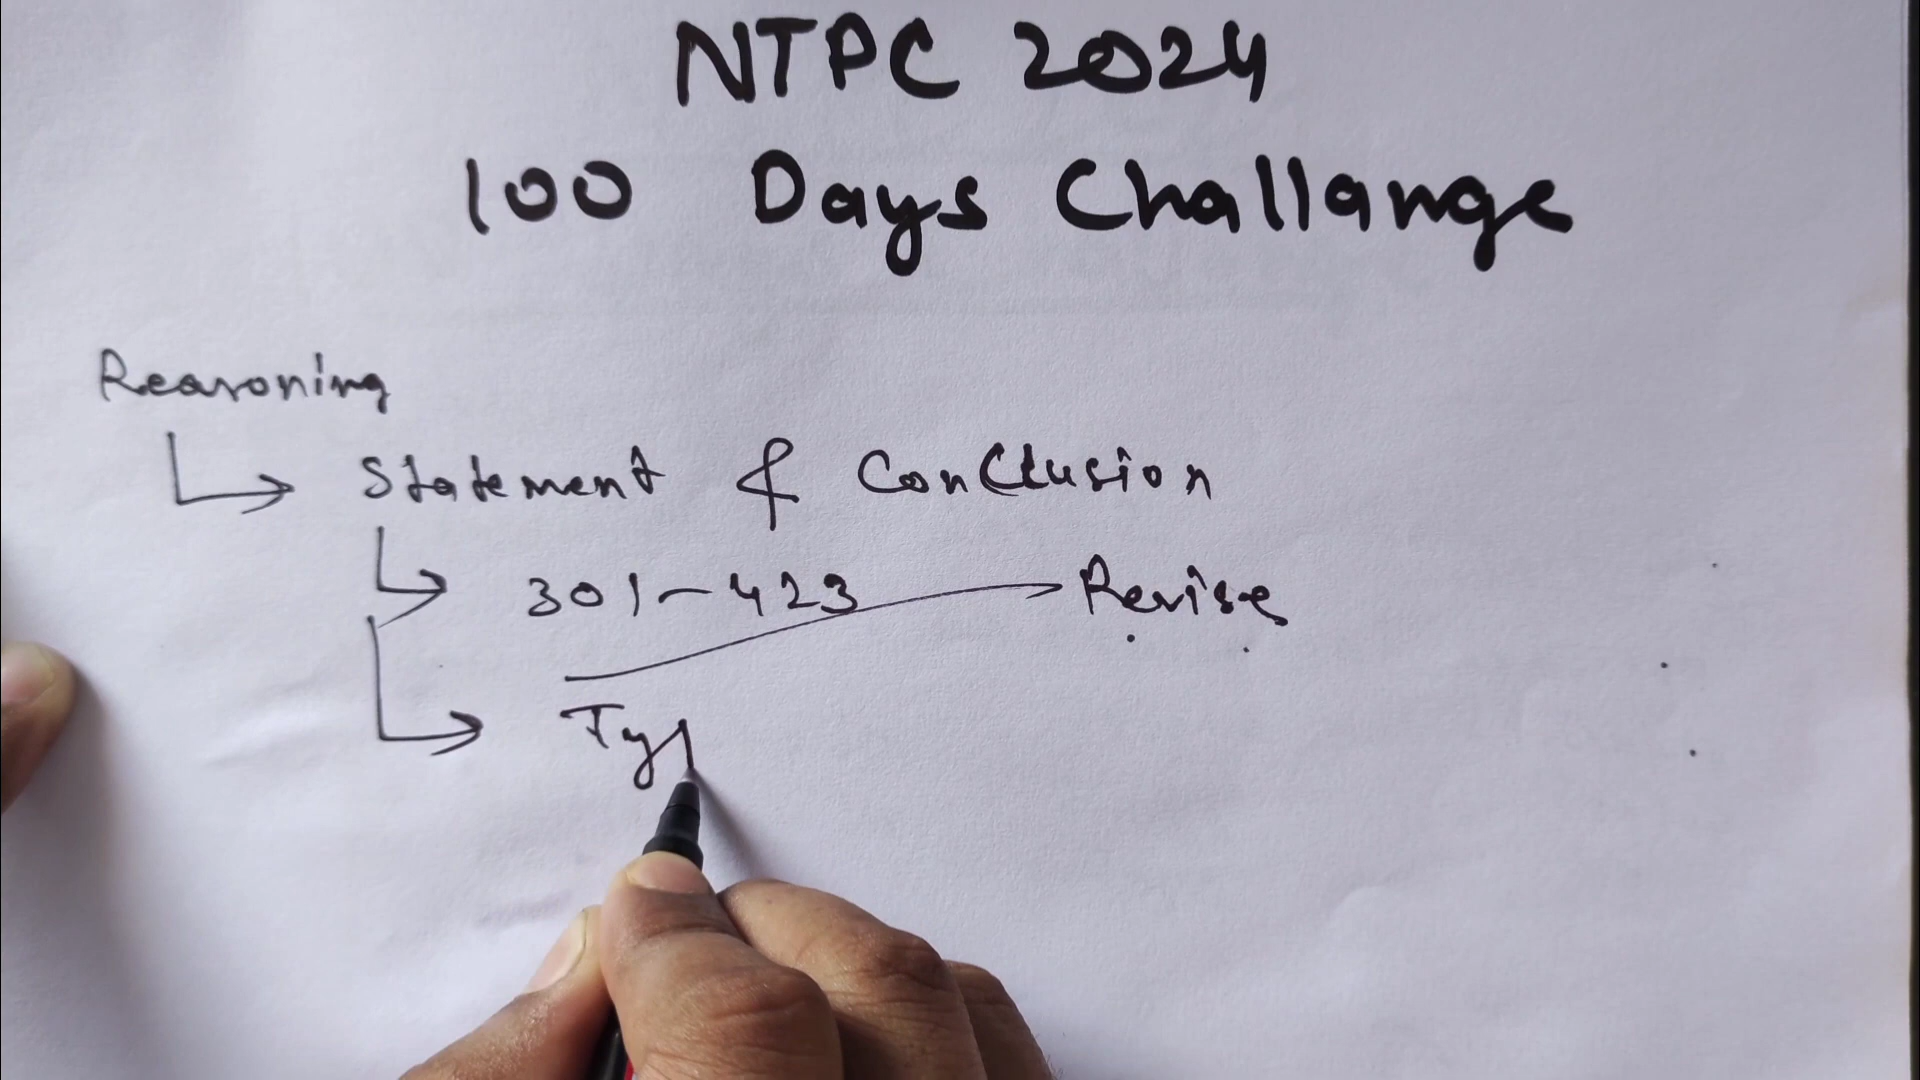 NTPC 2024
100 Days Challange
Reasoning
Statement & Conclusion
301-423 Revise